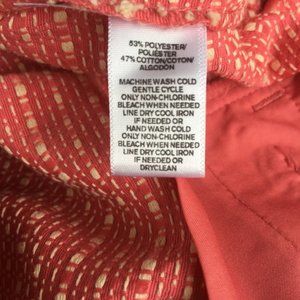 53% POLYESTER/
POLIÉSTER
47% COTTON/COTON/
ALGODON
MACHINE WASH COLD
GENTLE CYCLE
ONLY NON-CHLORINE
BLEACH WHEN NEEDED
LINE DRY COOL IRON
IF NEEDED OR
HAND WASH COLD
ONLY NON-CHLORINE
BLEACH WHEN NEEDED
LINE DRY COOL IRON
IF NEEDED OR
DRYCLEAN